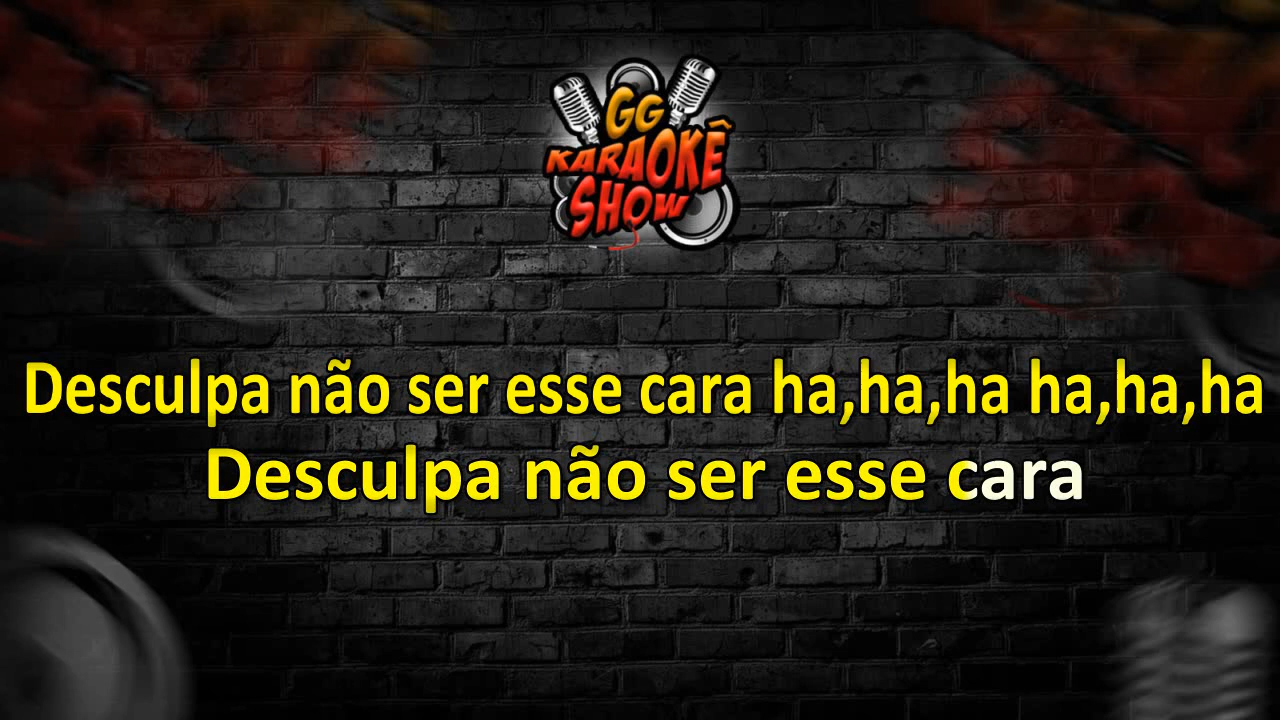 GG
KARAOKÊ
SHOW
Desculpa não ser esse cara ha,ha,ha ha,ha,ha
Desculpa não ser esse cara